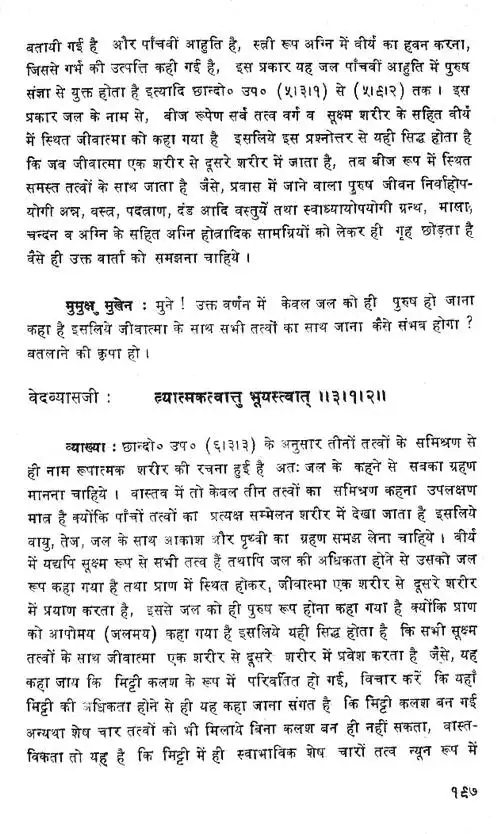 बतायी गई है और पाँचवीं आहुति है, स्त्री रूप अग्नि में वीर्य का हवन करना,
जिससे गर्भ की उत्पत्ति कही गई है, इस प्रकार यह जल पाँचवीं आहुति में पुरुष
संज्ञा से युक्त होता है इत्यादि छान्दो० उप० (५।३।१) से (५।९।२) तक । इस
प्रकार जल के नाम से, बीज रूपेण सर्व तत्व वर्ग व सूक्ष्म शरीर के सहित वीर्य
में स्थित जीवात्मा को कहा गया है इसलिये इस प्रश्नोत्तर से यही सिद्ध होता है
कि जब जीवात्मा एक शरीर से दूसरे शरीर में जाता है, तब बीज रूप में स्थित
समस्त तत्वों के साथ जाता है जैसे, प्रवास में जाने वाला पुरुष जीवन निर्वाहोप-
योगी अन्न, वस्त्र, पदत्राण, दंड आदि वस्तुयें तथा स्वाध्यायोपयोगी ग्रन्थ, माला,
चन्दन व अग्नि के सहित अग्नि होत्रादिक सामग्रियों को लेकर ही गृह छोड़ता है
वैसे ही उक्त वार्ता को समझना चाहिये ।
मुमुक्षु मुखेन : मुने ! उक्त वर्णन में केवल जल को ही पुरुष हो जाना
कहा है इसलिये जीवात्मा के साथ सभी तत्वों का साथ जाना कैसे संभव होगा ?
बतलाने की कृपा हो ।
वेदव्यासजी : त्र्यात्मकत्वात्तु भूयस्त्वात् ।।३।१।२।।
व्याख्या : छान्दो० उप० (६।३।३) के अनुसार तीनों तत्वों के समिश्रण से
ही नाम रूपात्मक शरीर की रचना हुई है अतः जल के कहने से सबका ग्रहण
मानना चाहिये । वास्तव में तो केवल तीन तत्वों का समिश्रण कहना उपलक्षण
मात्र है क्योंकि पाँचों तत्वों का प्रत्यक्ष सम्मेलन शरीर में देखा जाता है इसलिये
वायु, तेज, जल के साथ आकाश और पृथ्वी का ग्रहण समझ लेना चाहिये । वीर्य
में यद्यपि सूक्ष्म रूप से सभी तत्व हैं तथापि जल की अधिकता होने से उसको जल
रूप कहा गया है तथा प्राण में स्थित होकर, जीवात्मा एक शरीर से दूसरे शरीर
में प्रयाण करता है, इससे जल को ही पुरुष रूप होना कहा गया है क्योंकि प्राण
को आपोमय (जलमय) कहा गया है इसलिये यही सिद्ध होता है कि सभी सूक्ष्म
तत्वों के साथ जीवात्मा एक शरीर से दूसरे शरीर में प्रवेश करता है जैसे, यह
कहा जाय कि मिट्टी कलश के रूप में परिवर्तित हो गई, विचार करें कि यहाँ
मिट्टी की अधिकता होने से ही यह कहा जाना संगत है कि मिट्टी कलश बन गई
अन्यथा शेष चार तत्वों को भी मिलाये बिना कलश बन ही नहीं सकता, वास्त-
विकता तो यह है कि मिट्टी में ही स्वाभाविक शेष चारों तत्व न्यून रूप में
१९७